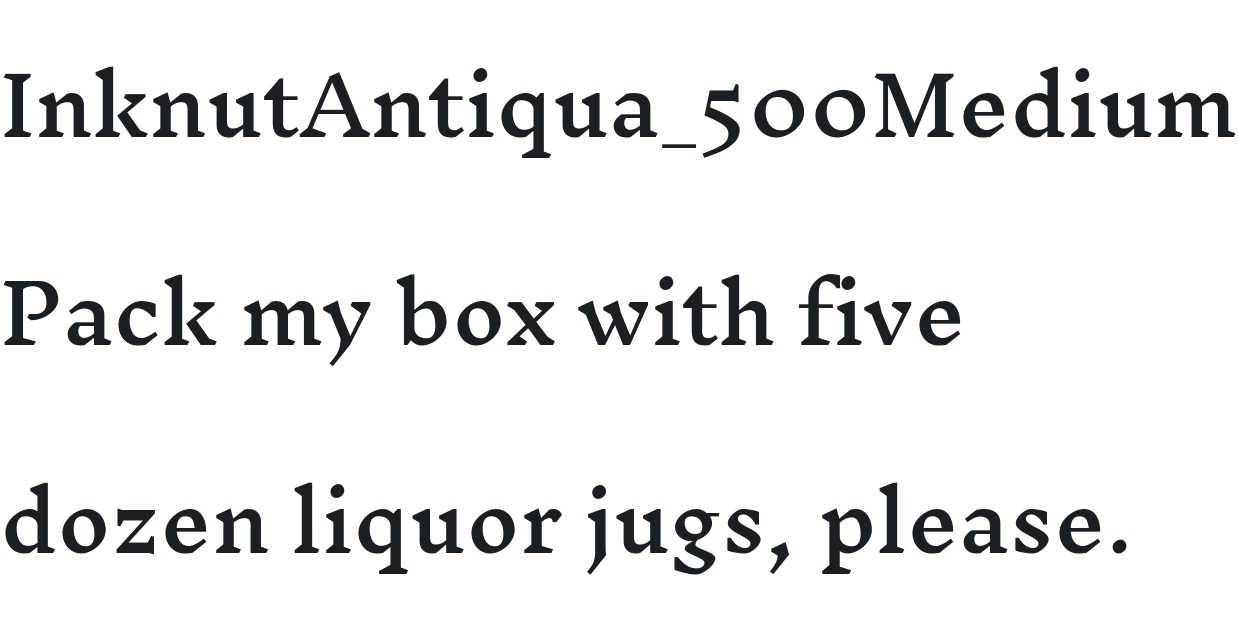 InknutAntiqua_500Medium
Pack my box with five
dozen liquor jugs, please.